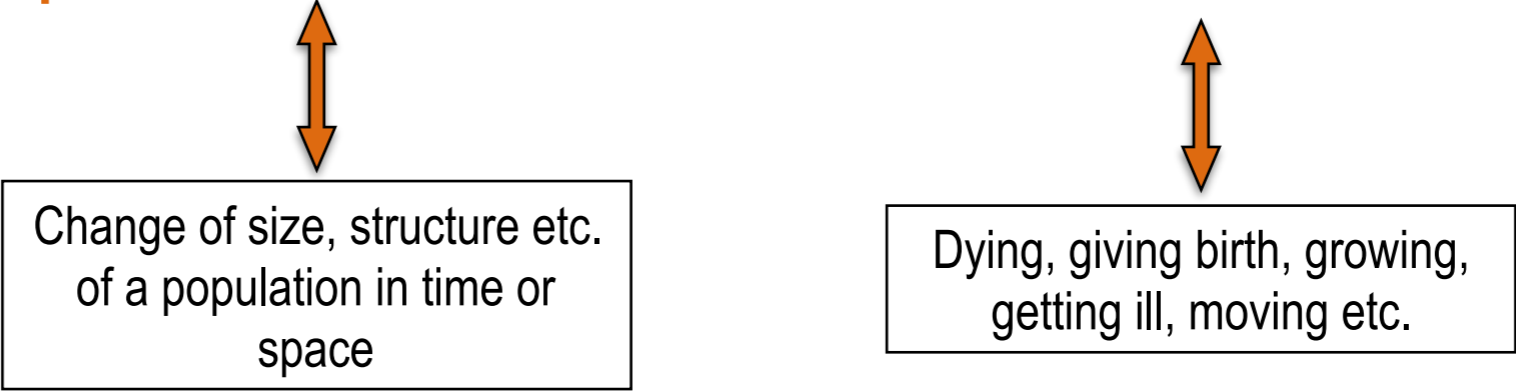 Change of size, structure etc.
of a population in time or
space
Dying, giving birth, growing,
getting ill, moving etc.